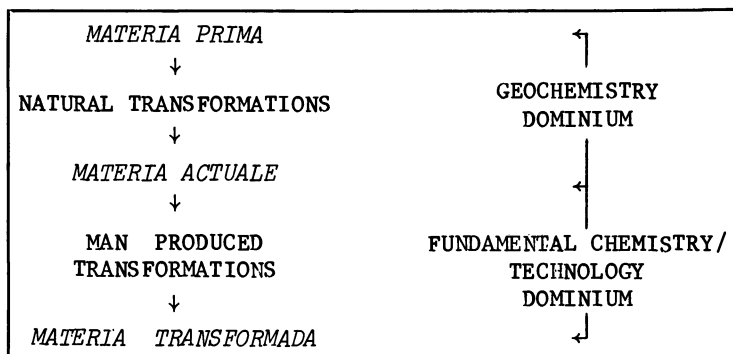 MATERIA PRIMA
↓
NATURAL TRANSFORMATIONS
↓
MATERIA ACTUALE
↓
MAN PRODUCED
TRANSFORMATIONS
↓
MATERIA TRANSFORMADA
GEOCHEMISTRY
DOMINIUM
FUNDAMENTAL CHEMISTRY/
TECHNOLOGY
DOMINIUM